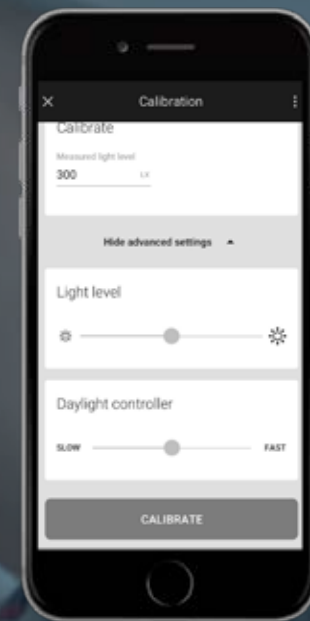 Calibration
Calibrate
Measured light level
300 LX
Hide advanced settings
Light level
Daylight controller
SLOW FAST
CALIBRATE